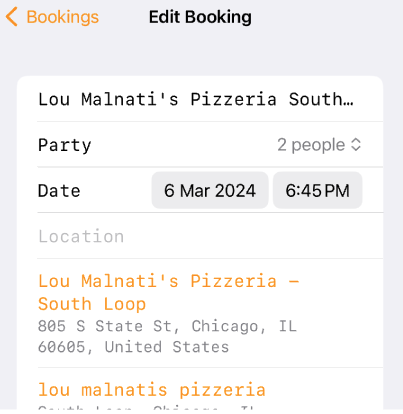 Bookings Edit Booking
Lou Malnati's Pizzeria South…
Party 2 people
Date 6 Mar 2024 6:45 PM
Location
Lou Malnati's Pizzeria –
South Loop
805 S State St, Chicago, IL
60605, United States
lou malnatis pizzeria